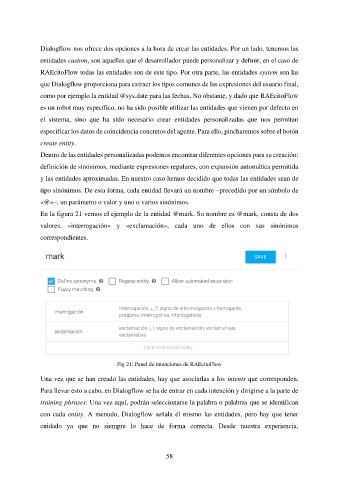 Dialogflow nos ofrece dos opciones a la hora de crear las entidades. Por un lado, tenemos las
entidades custom, son aquellas que el desarrollador puede personalizar y definir, en el caso de
RAEcitoFlow todas las entidades son de este tipo. Por otra parte, las entidades system son las
que Dialogflow proporciona para extraer los tipos comunes de las expresiones del usuario final,
como por ejemplo la entidad @sys.date para las fechas. No obstante, y dado que RAEcitoFlow
es un robot muy específico, no ha sido posible utilizar las entidades que vienen por defecto en
el sistema, sino que ha sido necesario crear entidades personalizadas que nos permitan
especificar los datos de coincidencia concretos del agente. Para ello, pincharemos sobre el botón
create entity.
Dentro de las entidades personalizadas podemos encontrar diferentes opciones para su creación:
definición de sinónimos, mediante expresiones regulares, con expansión automática permitida
y las entidades aproximadas. En nuestro caso hemos decidido que todas las entidades sean de
tipo sinónimos. De esta forma, cada entidad llevará un nombre –precedido por un símbolo de
«@»–, un parámetro o valor y uno o varios sinónimos.
En la figura 21 vemos el ejemplo de la entidad @mark. Su nombre es @mark, consta de dos
valores, «interrogación» y «exclamación», cada uno de ellos con sus sinónimos
correspondientes.
mark SAVE
Define synonyms Regexp entity Allow automated expansion
Fuzzy matching
interrogación interrogación, ¿, ?, signo de interrogación, interrogante,
pregunta, interrogativa, interrogativas
exclamación exclamación, ¡, !, signo de exclamación, exclamativas,
exclamativa
Click here to edit entry
Fig 21: Panel de intenciones de RAEcitoFlow
Una vez que se han creado las entidades, hay que asociarlas a los intents que corresponden.
Para llevar esto a cabo, en Dialogflow se ha de entrar en cada intención y dirigirse a la parte de
training phrases. Una vez aquí, podrán seleccionarse la palabra o palabras que se identifican
con cada entity. A menudo, Dialogflow señala él mismo las entidades, pero hay que tener
cuidado ya que no siempre lo hace de forma correcta. Desde nuestra experiencia,
58